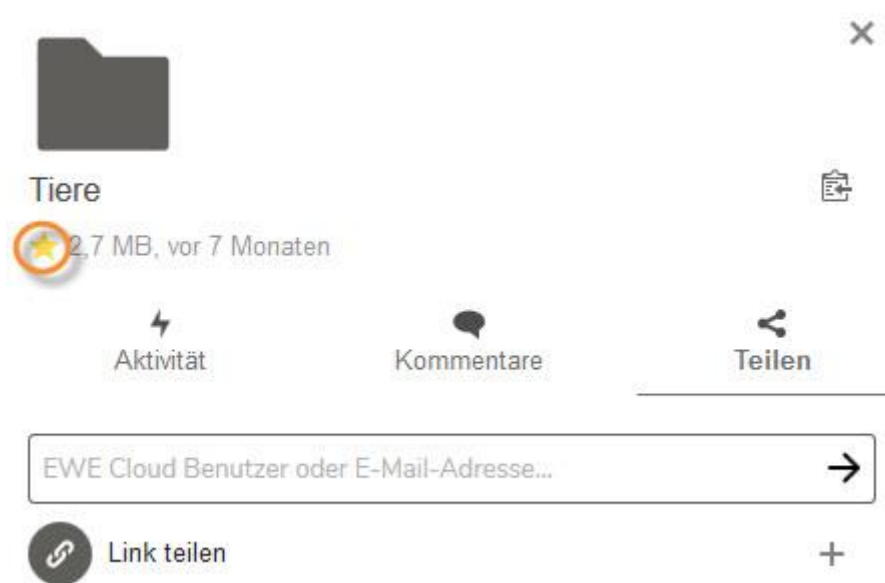 Tiere
2,7 MB, vor 7 Monaten
Aktivität
Kommentare
Teilen
EWE Cloud Benutzer oder E-Mail-Adresse...
Link teilen